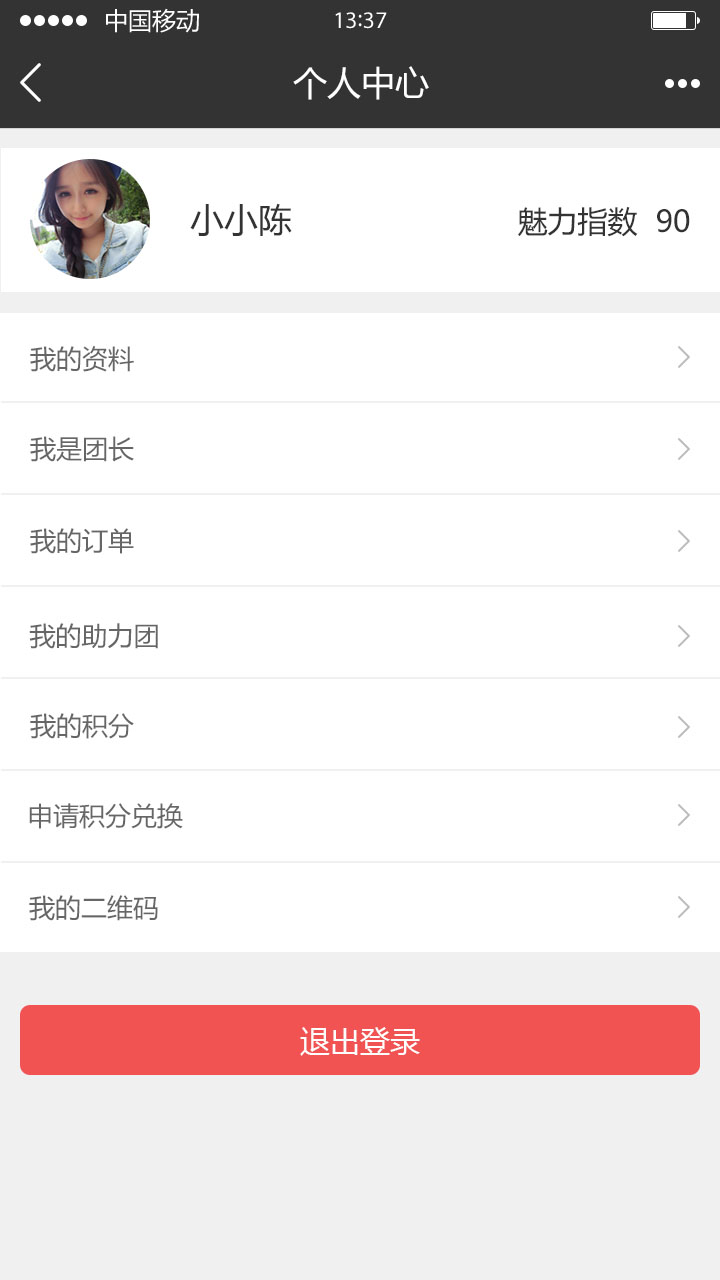 中国移动 13:37
个人中心
小小陈 魅力指数 90
我的资料
我是团长
我的订单
我的助力团
我的积分
申请积分兑换
我的二维码
退出登录